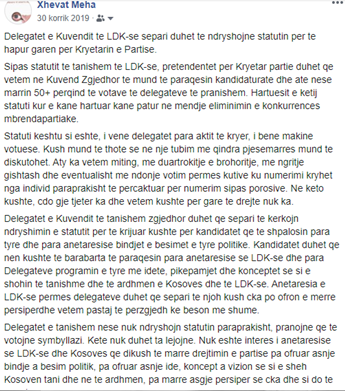 Xhevat Meha
30 korrik 2019
Delegatet e Kuvendit te LDK-se separi duhet te ndryshojne statutin per te
hapur garen per Kryetarin e Partise.
Sipas statutit te tanishem te LDK-se, pretendentet per Kryetar partie duhet qe
vetem ne Kuvend Zgjedhor te mund te paraqesin kandidaturate dhe ate nese
marrin 50+ perqind te votave te delegateve te pranishem. Hartuesit e ketij
statuti kur e kane hartuar kane patur ne mendje eliminimin e konkurrences
mbrendapartiake.
Statuti keshtu si eshte, i vene delegatet para aktit te kryer, i bene makine
votuese. Kush mund te thote se ne nje tubim me qindra pjesemarres mund te
diskutohet. Aty ka vetem miting, me duartrokitje e brohoritje, me ngritje
gishtash dhe eventualisht me ndonje votim permes kutive ku numerimi kryhet
nga individ paraprakisht te percaktuar per numerim sipas porosive. Ne keto
kushte, cdo gje tjeter ka dhe vetem kushte per gare te drejte nuk ka.
Delegatet e Kuvendit te tanishem zgjedhor duhet qe separi te kerkojn
ndryshimin e statutit per te krijuar kushte per kandidatet qe te shpalosin para
tyre dhe para anetaresise bindjet e besimet e tyre politike. Kandidatet duhet qe
nen kushte te barabarta te paraqesin para anetaresise se LDK-se dhe para
Delegateve programin e tyre me idete, pikepamjet dhe konceptet se si e
shohin te tanishme dhe te ardhmen e Kosoves dhe te LDK-se. Anetaresia e
LDK-se permes delegateve duhet qe separi te njoh kush cka po ofron e merre
persiperdhe vetem pastaj te perzgjedh ke beson me shume.
Delegatet e tanishem nese nuk ndryshojn statutin paraprakisht, pranojne qe te
votojne symbyllazi. Kete nuk duhet ta lejojne. Nuk eshte interes i anetaresise
se LDK-se dhe Kosoves qe dikush te marre drejtimin e partise pa ofruar asnje
bindje a besim politik, pa ofruar asnje ide, koncept a vizion se si e sheh
Kosoven tani dhe ne te ardhmen, pa marre asgje persiper se cka dhe si do te